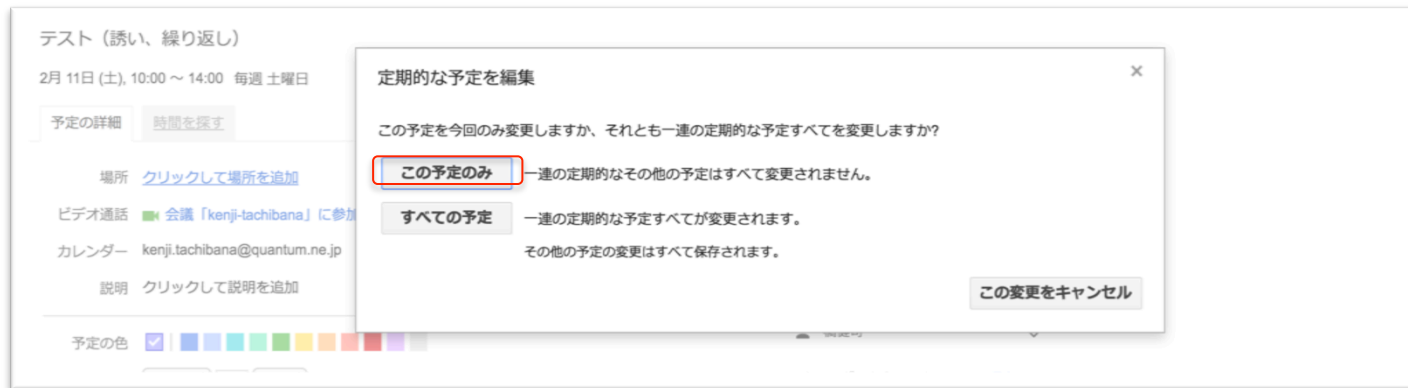 テスト（誘い、繰り返し）
2月 11日 (土), 10:00 ～ 14:00 毎週 土曜日
予定の詳細 時間を探す
場所 クリックして場所を追加
ビデオ通話 会議「kenji-tachibana」に参加
カレンダー kenji.tachibana@quantum.ne.jp
説明 クリックして説明を追加
予定の色
定期的な予定を編集
×
この予定を今回のみ変更しますか、それとも一連の定期的な予定すべてを変更しますか?
この予定のみ 一連の定期的なその他の予定はすべて変更されません。
すべての予定 一連の定期的な予定すべてが変更されます。
その他の予定の変更はすべて保存されます。
この変更をキャンセル